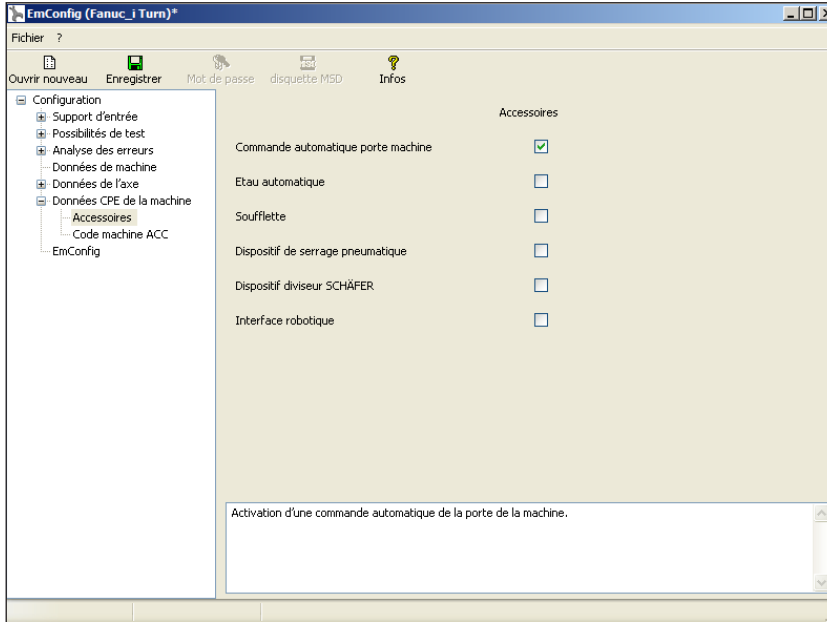 EmConfig (Fanuc_i Turn)*
Fichier ?
Ouvrir nouveau Enregistrer Mot de passe disquette MSD Infos
Configuration
Support d'entrée
Possibilités de test
Analyse des erreurs
Données de machine
Données de l'axe
Données CPE de la machine
Accessoires
Code machine ACC
EmConfig
Accessoires
Commande automatique porte machine
Etau automatique
Soufflette
Dispositif de serrage pneumatique
Dispositif diviseur SCHÄFER
Interface robotique
Activation d'une commande automatique de la porte de la machine.